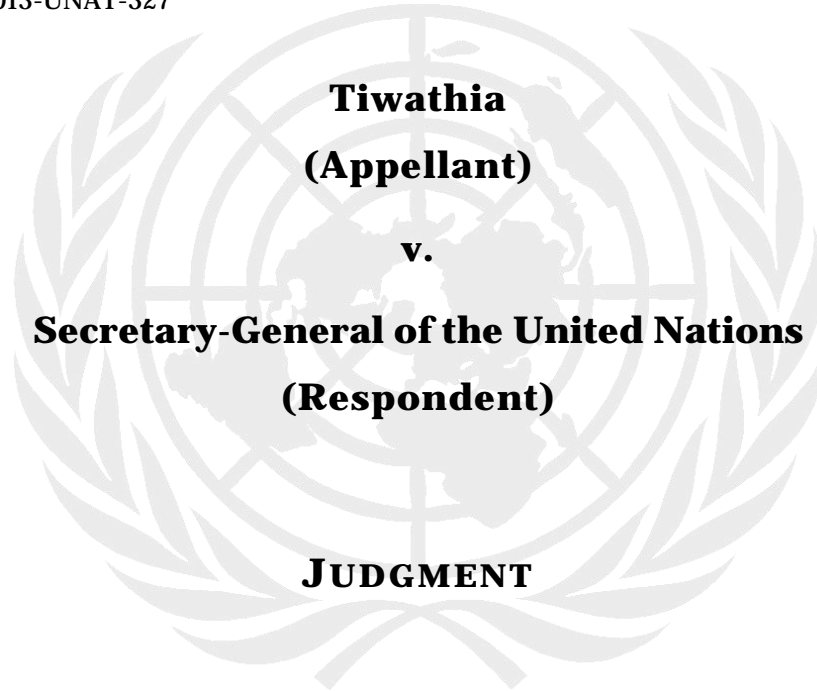 013-UNAT-327
Tiwathia
(Appellant)
v.
Secretary-General of the United Nations
(Respondent)
JUDGMENT